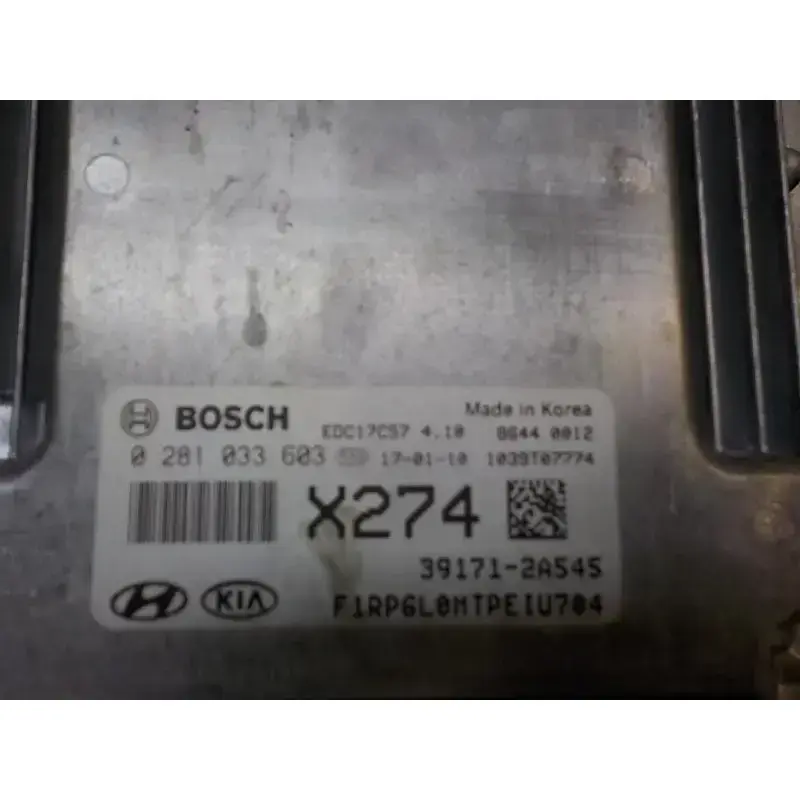 BOSCH EDC17C57 4.10 Made in Korea
8644 0012
0 281 033 603 17-01-10 1039T07774
X274
39171-2A545
KIA F1RP6L0MTPEIU704